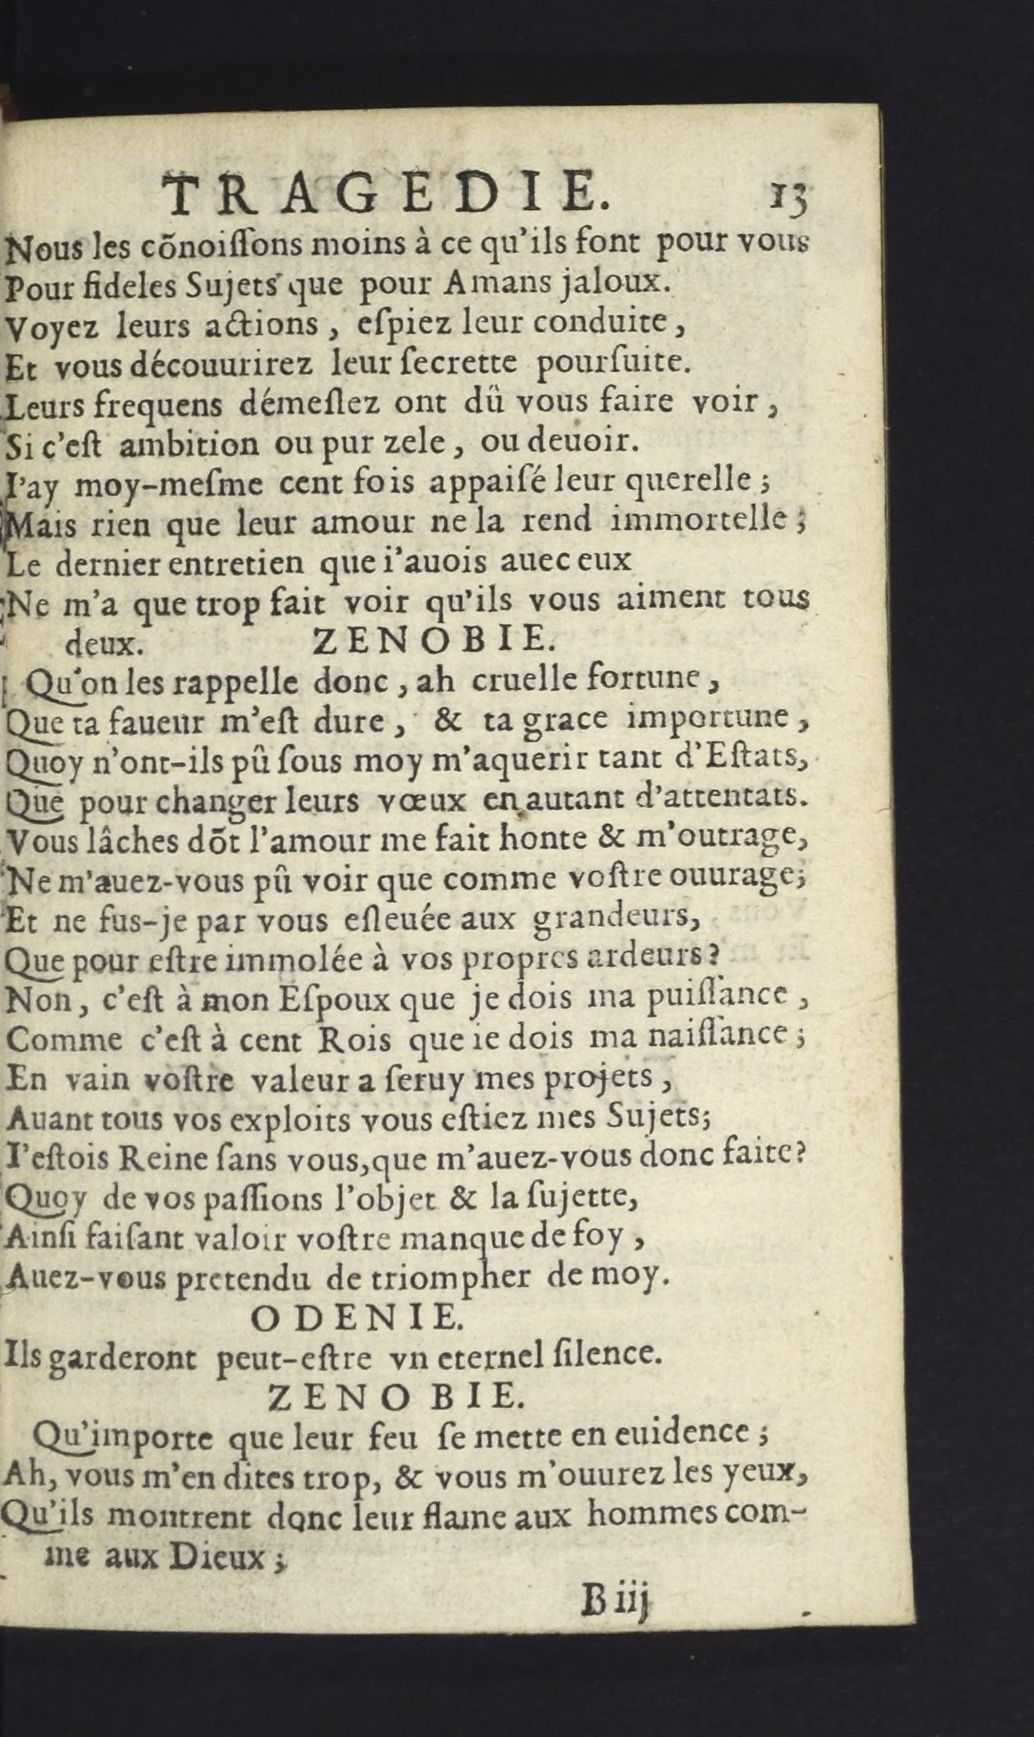 TRAGEDIE. 13
Nous les cõnoiſſons moins à ce qu'ils font pour vous
Pour fideles Sujets que pour Amans jaloux.
Voyez leurs actions, eſpiez leur conduite,
Et vous découurirez leur ſecrette pourſuite.
Leurs frequens démeſlez ont dû vous faire voir,
Si c'eſt ambition ou pur zele, ou deuoir.
I'ay moy-meſme cent fois appaiſé leur querelle;
Mais rien que leur amour ne la rend immortelle;
Le dernier entretien que i'auois auec eux
Ne m'a que trop fait voir qu'ils vous aiment tous
deux. ZENOBIE.
Qu'on les rappelle donc, ah cruelle fortune,
Que ta faueur m'eſt dure, & ta grace importune,
Quoy n'ont-ils pû ſous moy m'aquerir tant d'Eſtats,
Que pour changer leurs vœux en autant d'attentats.
Vous lâches dõt l'amour me fait honte & m'outrage,
Ne m'auez-vous pû voir que comme voſtre ouurage;
Et ne fus-je par vous eſleuée aux grandeurs,
Que pour eſtre immolée à vos propres ardeurs?
Non, c'eſt à mon Eſpoux que je dois ma puiſſance,
Comme c'eſt à cent Rois que ie dois ma naiſſance;
En vain voſtre valeur a ſeruy mes projets,
Auant tous vos exploits vous eſtiez mes Sujets;
I'eſtois Reine ſans vous, que m'auez-vous donc faite?
Quoy de vos paſſions l'objet & la ſujette,
Ainſi faiſant valoir voſtre manque de foy,
Auez-vous pretendu de triompher de moy.
ODENIE.
Ils garderont peut-eſtre vn eternel ſilence.
ZENOBIE.
Qu'importe que leur feu ſe mette en euidence;
Ah, vous m'en dites trop, & vous m'ouurez les yeux,
Qu'ils montrent donc leur flame aux hommes com-
me aux Dieux;
B iij